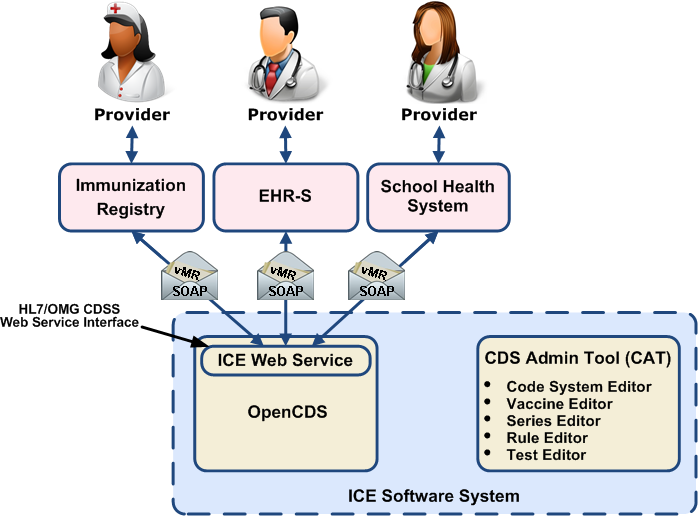 Provider
Provider
Provider
Immunization
Registry
EHR-S
School Health
System
vMR
SOAP
vMR
SOAP
vMR
SOAP
HL7/OMG CDSS
Web Service Interface
ICE Web Service
OpenCDS
CDS Admin Tool (CAT)
• Code System Editor
• Vaccine Editor
• Series Editor
• Rule Editor
• Test Editor
ICE Software System